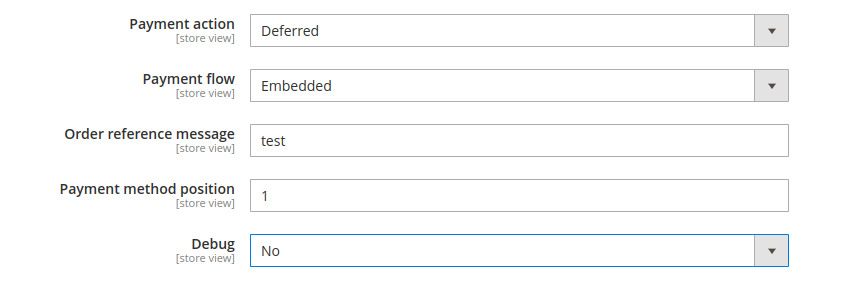 Payment action
[store view]
Deferred
Payment flow
[store view]
Embedded
Order reference message
[store view]
test
Payment method position
[store view]
1
Debug
[store view]
No